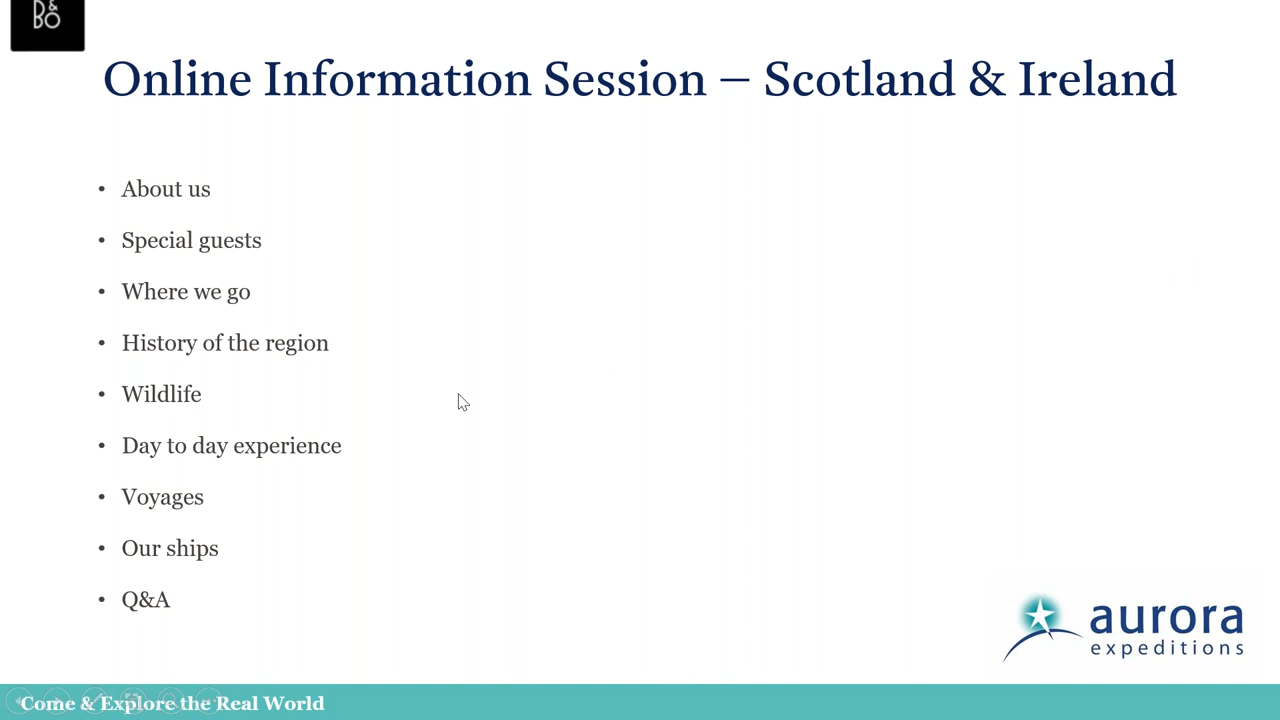 B&
BO
Online Information Session – Scotland & Ireland
• About us
• Special guests
• Where we go
• History of the region
• Wildlife
• Day to day experience
• Voyages
• Our ships
• Q&A
aurora
expeditions
Come & Explore the Real World